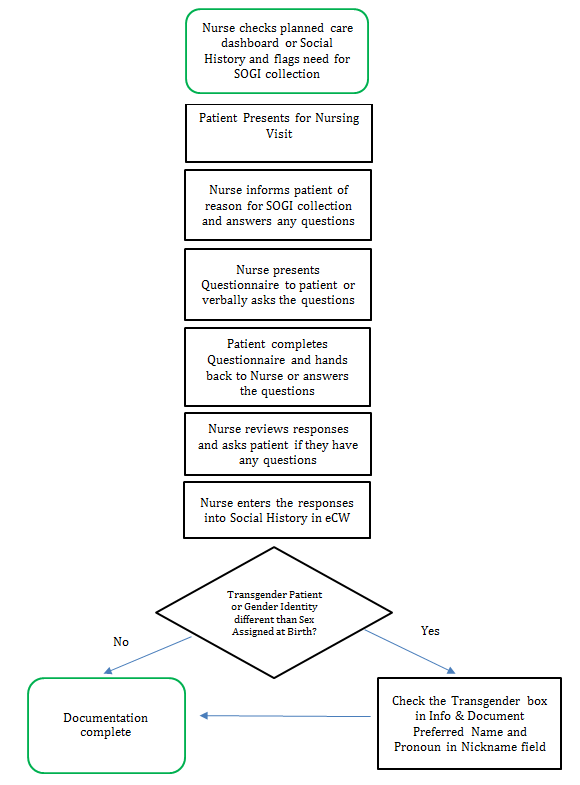 Nurse checks planned care
dashboard or Social
History and flags need for
SOGI collection
Patient Presents for Nursing
Visit
Nurse informs patient of
reason for SOGI collection
and answers any questions
Nurse presents
Questionnaire to patient or
verbally asks the questions
Patient completes
Questionnaire and hands
back to Nurse or answers
the questions
Nurse reviews responses
and asks patient if they have
any questions
Nurse enters the responses
into Social History in eCW
Transgender Patient
or Gender Identity
different than Sex
Assigned at Birth?
No
Yes
Documentation
complete
Check the Transgender box
in Info & Document
Preferred Name and
Pronoun in Nickname field